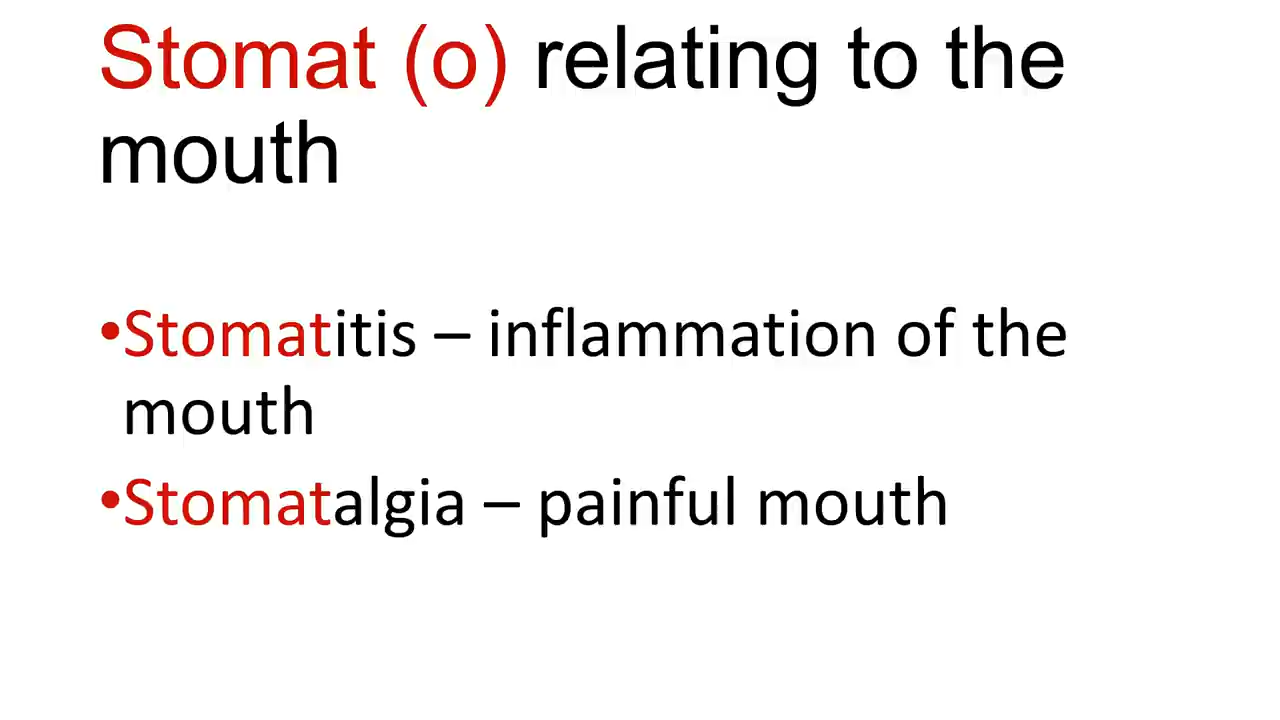 Stomat (o) relating to the
mouth
•Stomatitis – inflammation of the
mouth
•Stomatalgia – painful mouth